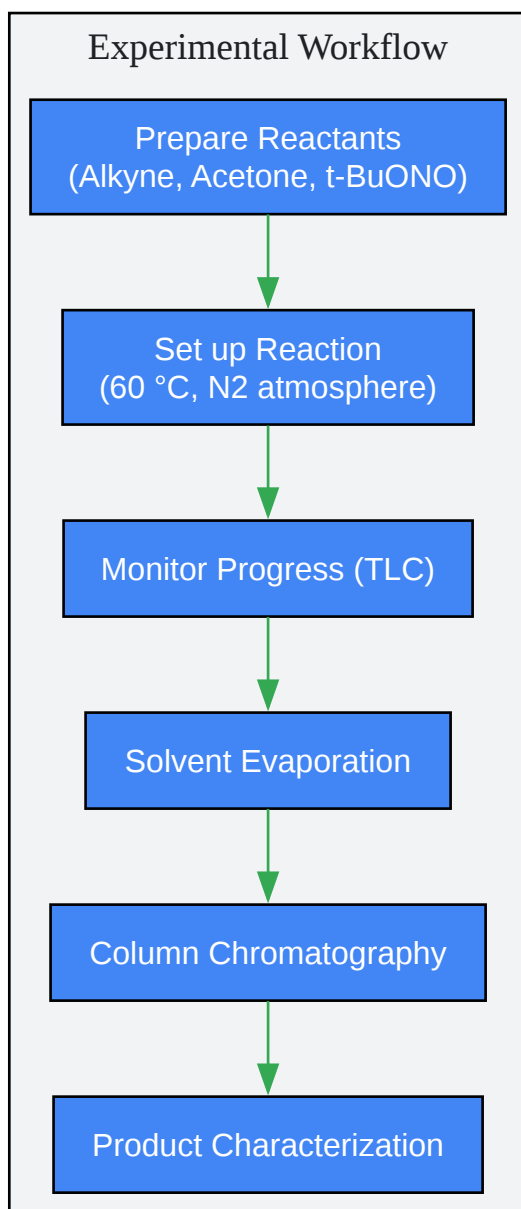 Experimental Workflow
Prepare Reactants
(Alkyne, Acetone, t-BuONO)
Set up Reaction
(60 °C, N2 atmosphere)
Monitor Progress (TLC)
Solvent Evaporation
Column Chromatography
Product Characterization